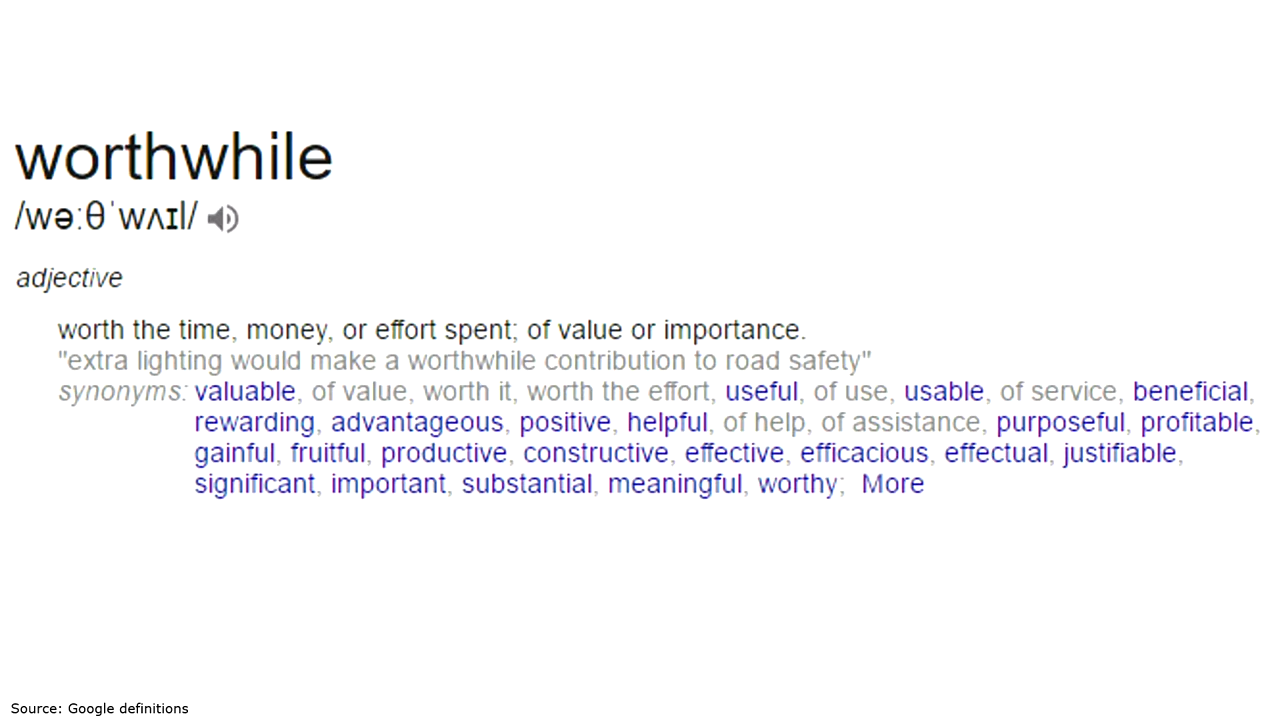 worthwhile
/wəːθˈwʌɪl/
adjective
worth the time, money, or effort spent; of value or importance.
"extra lighting would make a worthwhile contribution to road safety"
synonyms: valuable, of value, worth it, worth the effort, useful, of use, usable, of service, beneficial,
rewarding, advantageous, positive, helpful, of help, of assistance, purposeful, profitable,
gainful, fruitful, productive, constructive, effective, efficacious, effectual, justifiable,
significant, important, substantial, meaningful, worthy; More
Source: Google definitions